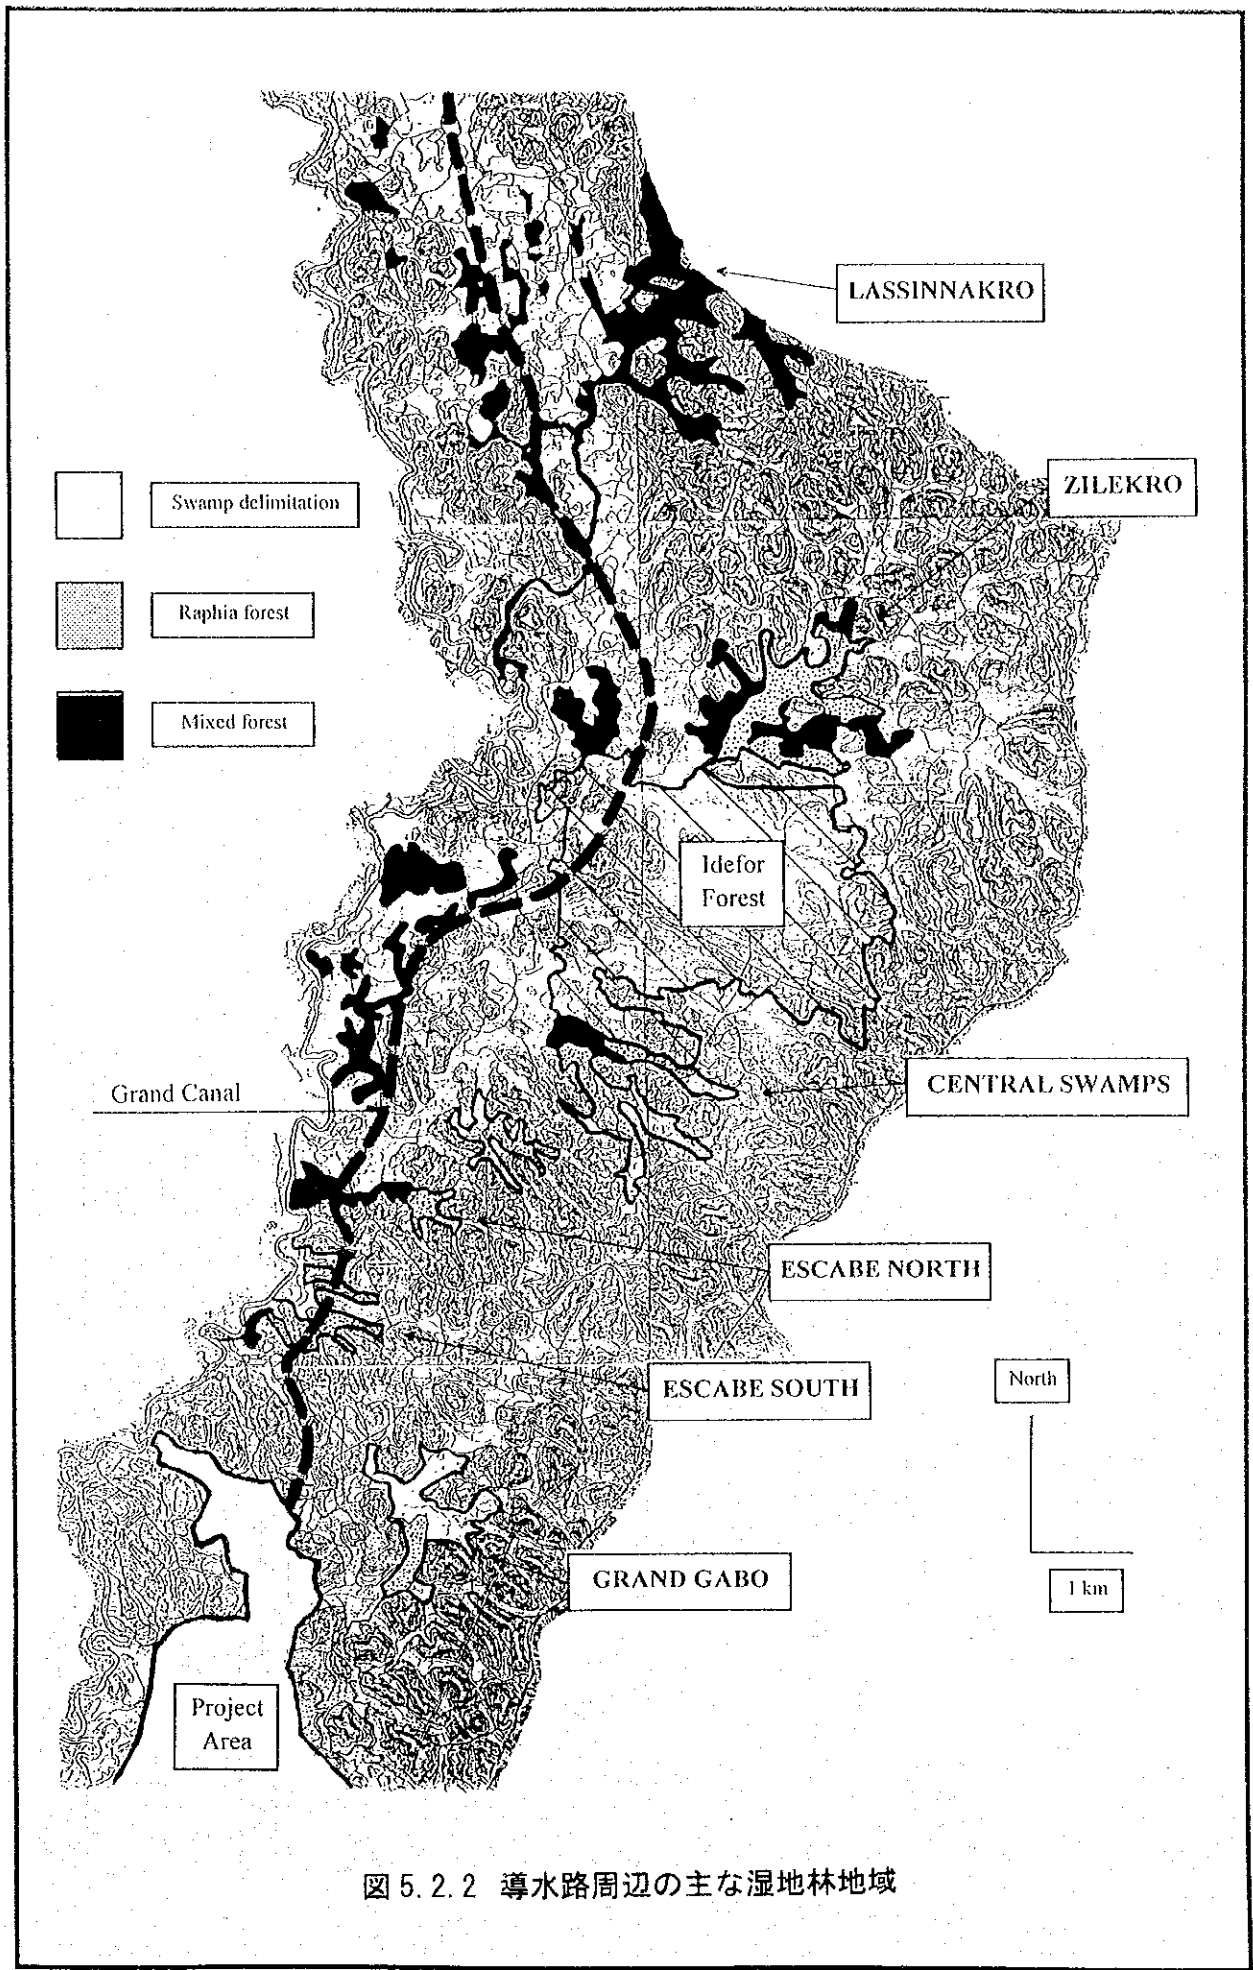 LASSINNAKRO
ZILEKRO
Swamp delimitation
Raphia forest
Mixed forest
Idefor
Forest
CENTRAL SWAMPS
Grand Canal
ESCABE NORTH
ESCABE SOUTH
North
GRAND GABO
1 km
Project
Area
図 5.2.2 導水路周辺の主な湿地林地域